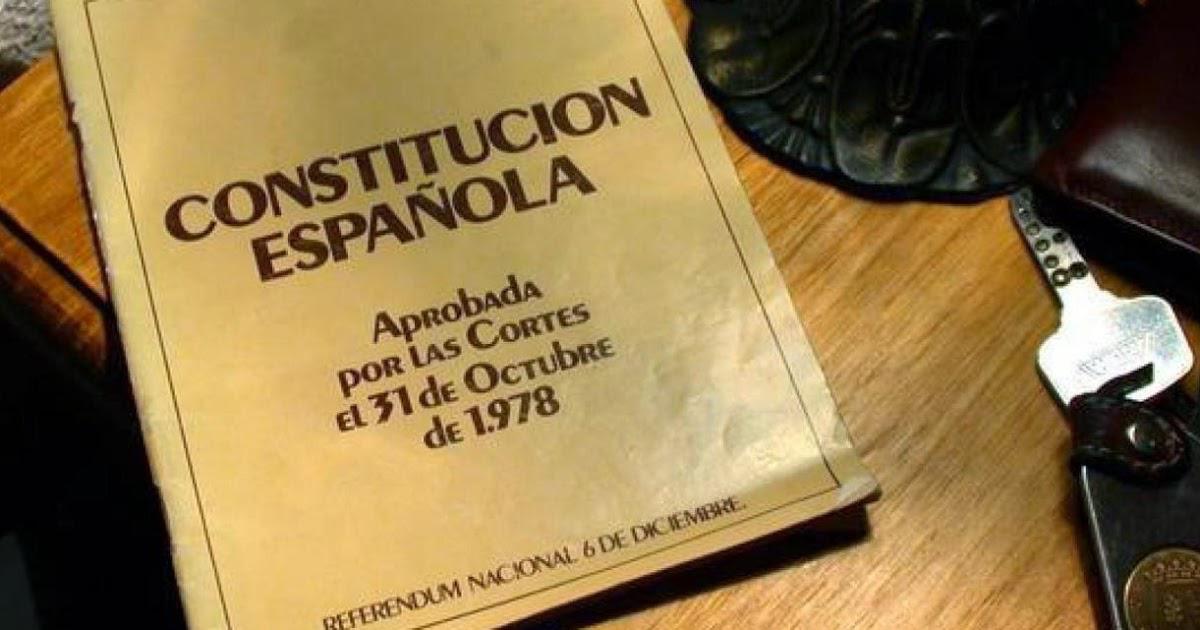 CONSTITUCION
ESPAÑOLA
Aprobada
por las Cortes
el 31 de Octubre
de 1.978
REFERENDUM NACIONAL 6 DE DICIEMBRE.